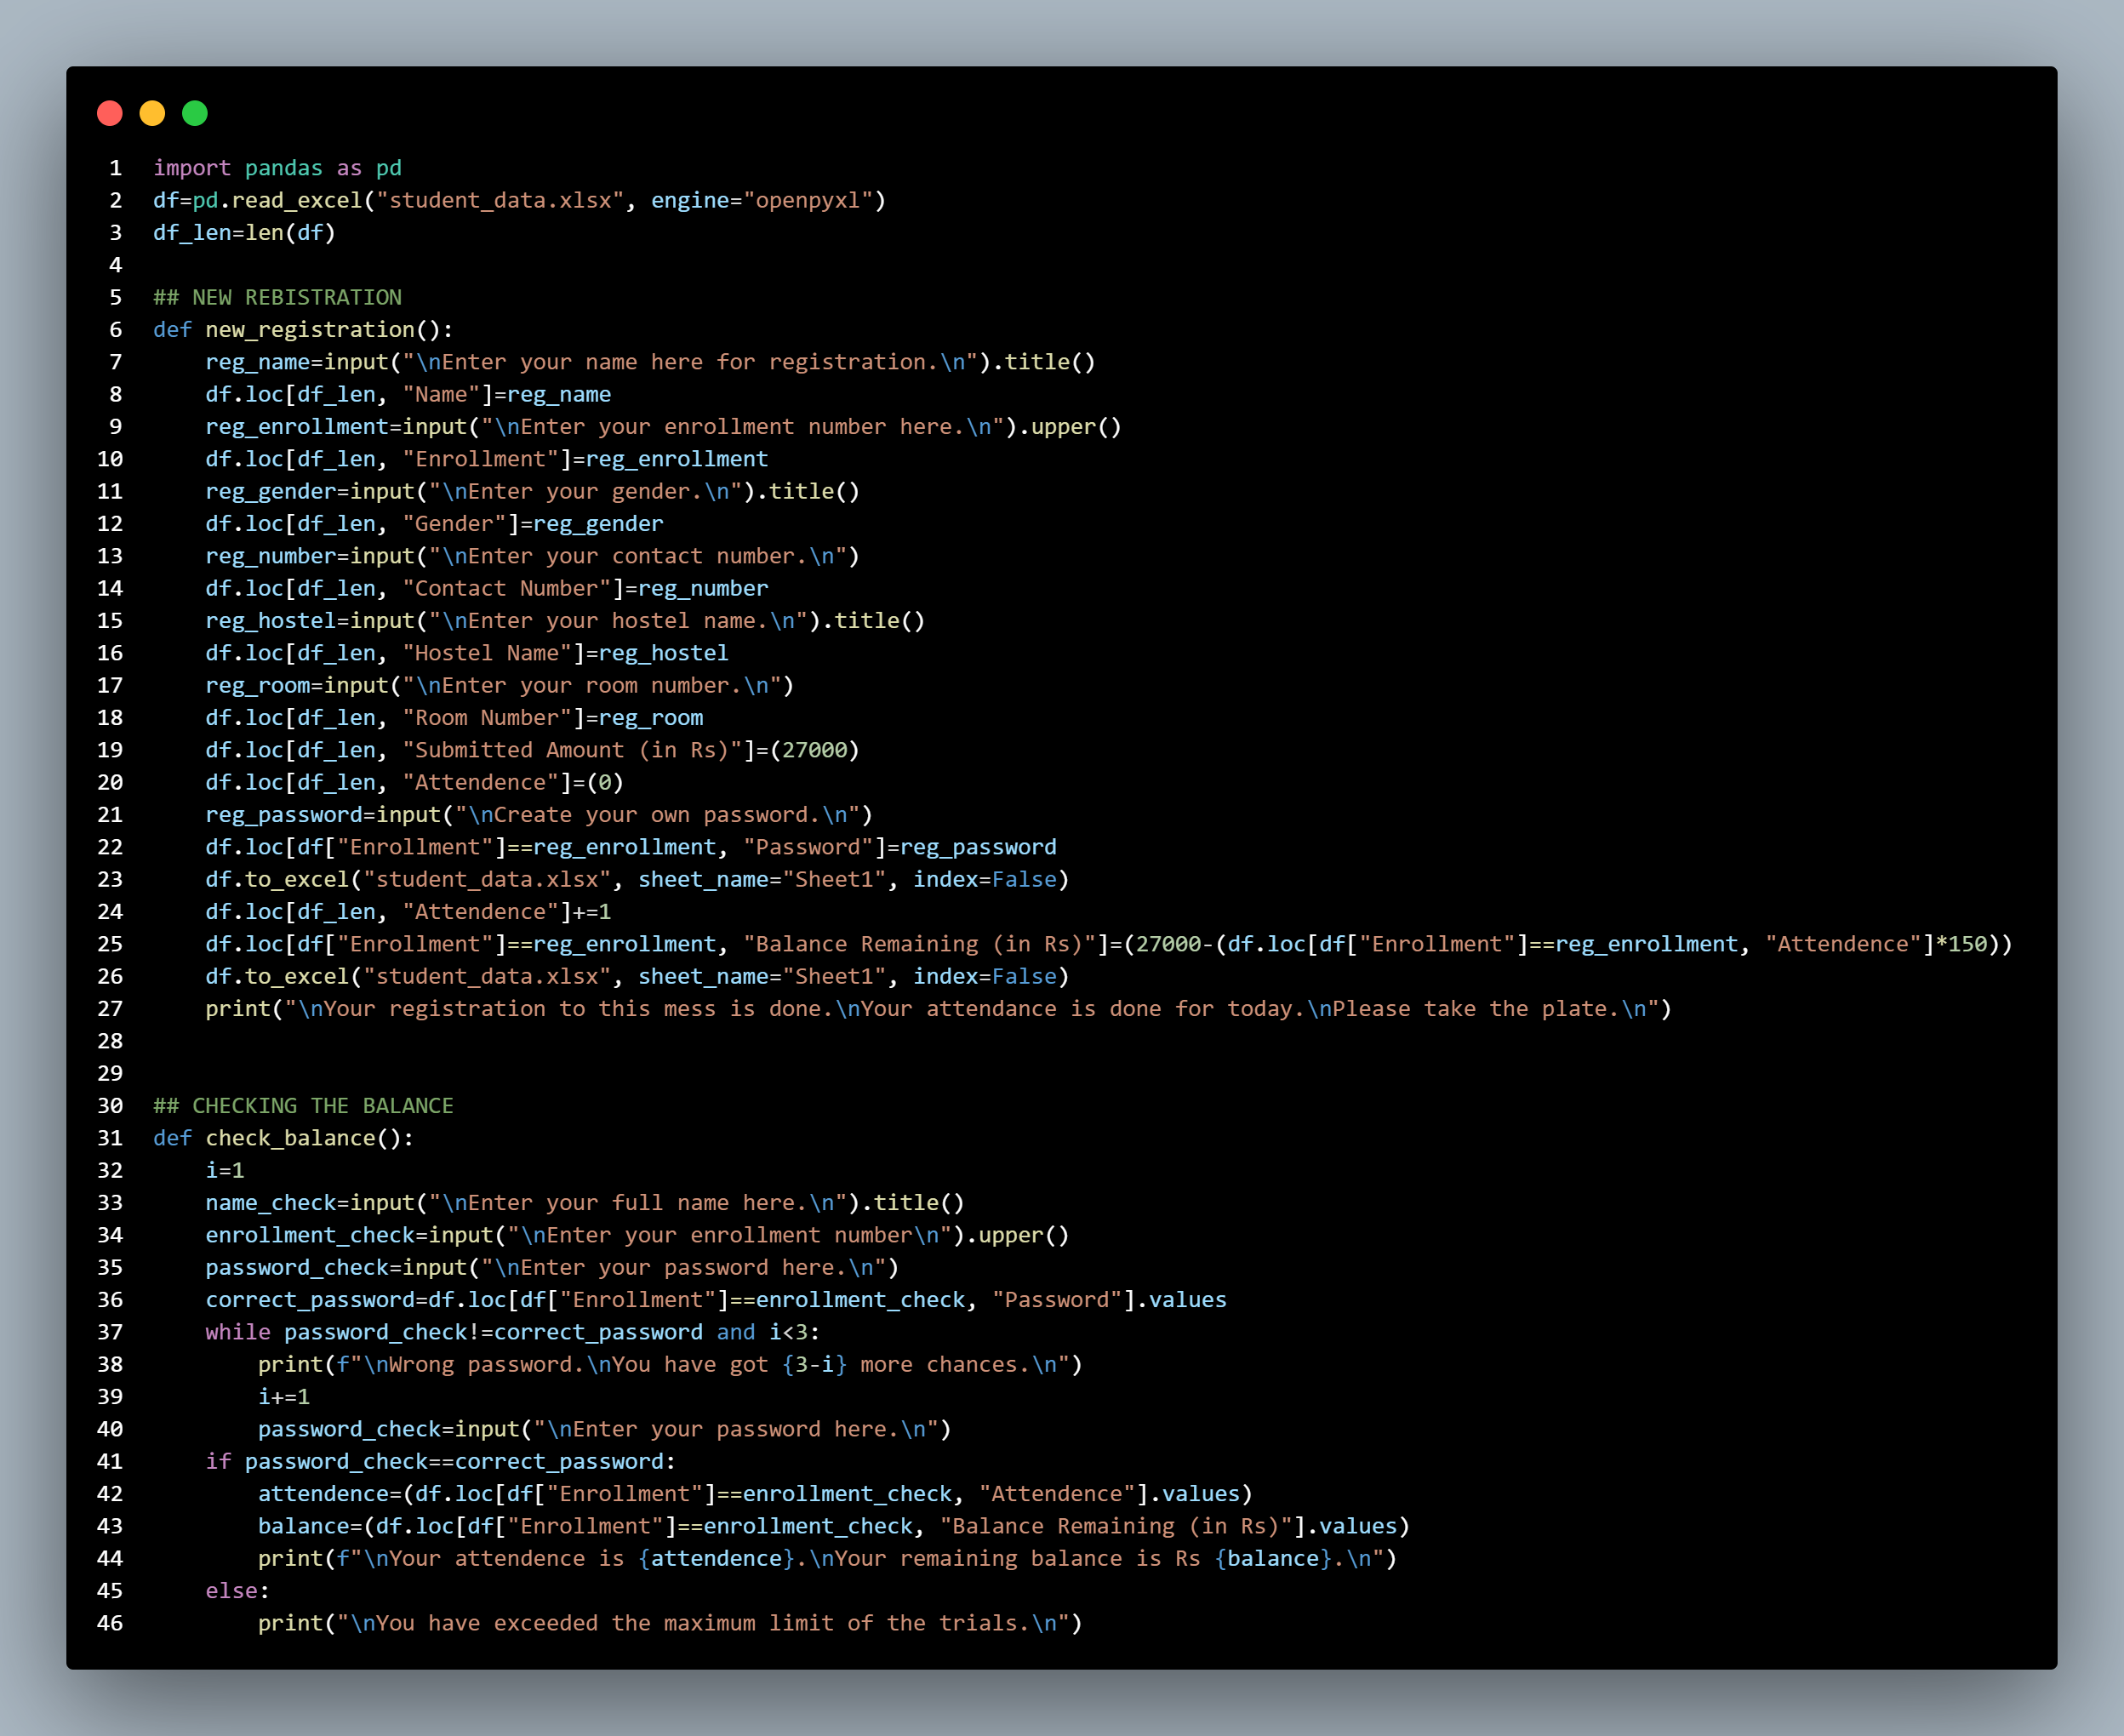 1 import pandas as pd
2 df=pd.read_excel("student_data.xlsx", engine="openpyxl")
3 df_len=len(df)
4
5 ## NEW REBISTRATION
6 def new_registration():
7     reg_name=input("\nEnter your name here for registration.\n").title()
8     df.loc[df_len, "Name"]=reg_name
9     reg_enrollment=input("\nEnter your enrollment number here.\n").upper()
10     df.loc[df_len, "Enrollment"]=reg_enrollment
11     reg_gender=input("\nEnter your gender.\n").title()
12     df.loc[df_len, "Gender"]=reg_gender
13     reg_number=input("\nEnter your contact number.\n")
14     df.loc[df_len, "Contact Number"]=reg_number
15     reg_hostel=input("\nEnter your hostel name.\n").title()
16     df.loc[df_len, "Hostel Name"]=reg_hostel
17     reg_room=input("\nEnter your room number.\n")
18     df.loc[df_len, "Room Number"]=reg_room
19     df.loc[df_len, "Submitted Amount (in Rs)"]=(27000)
20     df.loc[df_len, "Attendence"]=(0)
21     reg_password=input("\nCreate your own password.\n")
22     df.loc[df["Enrollment"]==reg_enrollment, "Password"]=reg_password
23     df.to_excel("student_data.xlsx", sheet_name="Sheet1", index=False)
24     df.loc[df_len, "Attendence"]+=1
25     df.loc[df["Enrollment"]==reg_enrollment, "Balance Remaining (in Rs)"]=(27000-(df.loc[df["Enrollment"]==reg_enrollment, "Attendence"]*150))
26     df.to_excel("student_data.xlsx", sheet_name="Sheet1", index=False)
27     print("\nYour registration to this mess is done.\nYour attendance is done for today.\nPlease take the plate.\n")
28
29
30 ## CHECKING THE BALANCE
31 def check_balance():
32     i=1
33     name_check=input("\nEnter your full name here.\n").title()
34     enrollment_check=input("\nEnter your enrollment number\n").upper()
35     password_check=input("\nEnter your password here.\n")
36     correct_password=df.loc[df["Enrollment"]==enrollment_check, "Password"].values
37     while password_check!=correct_password and i<3:
38         print(f"\nWrong password.\nYou have got {3-i} more chances.\n")
39         i+=1
40         password_check=input("\nEnter your password here.\n")
41     if password_check==correct_password:
42         attendence=(df.loc[df["Enrollment"]==enrollment_check, "Attendence"].values)
43         balance=(df.loc[df["Enrollment"]==enrollment_check, "Balance Remaining (in Rs)"].values)
44         print(f"\nYour attendence is {attendence}.\nYour remaining balance is Rs {balance}.\n")
45     else:
46         print("\nYou have exceeded the maximum limit of the trials.\n")